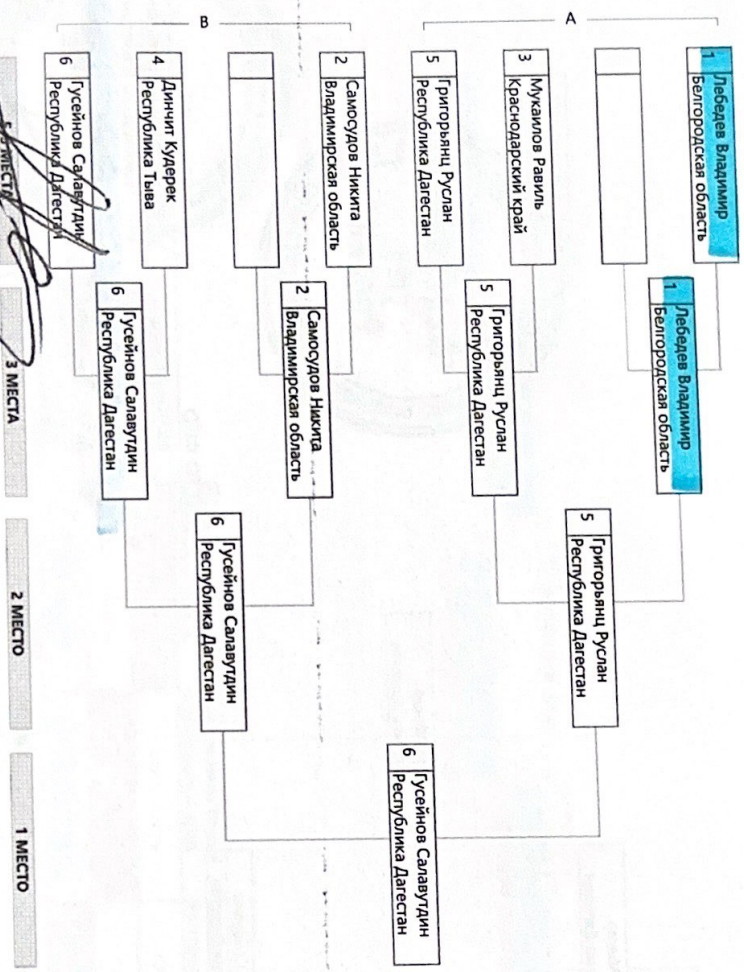 A
1 Лебедев Владимир
Белгородская область
3 Мукаилов Равиль
Краснодарский край
5 Григорьянц Руслан
Республика Дагестан
B
2 Самосудов Никита
Владимирская область
4 Динчит Кудерек
Республика Тыва
6 Гусейнов Салавутдин
Республика Дагестан
1 Лебедев Владимир
Белгородская область
5 Григорьянц Руслан
Республика Дагестан
2 Самосудов Никита
Владимирская область
6 Гусейнов Салавутдин
Республика Дагестан
5 Григорьянц Руслан
Республика Дагестан
6 Гусейнов Салавутдин
Республика Дагестан
6 Гусейнов Салавутдин
Республика Дагестан
МЕСТА
3 МЕСТА
2 МЕСТО
1 МЕСТО